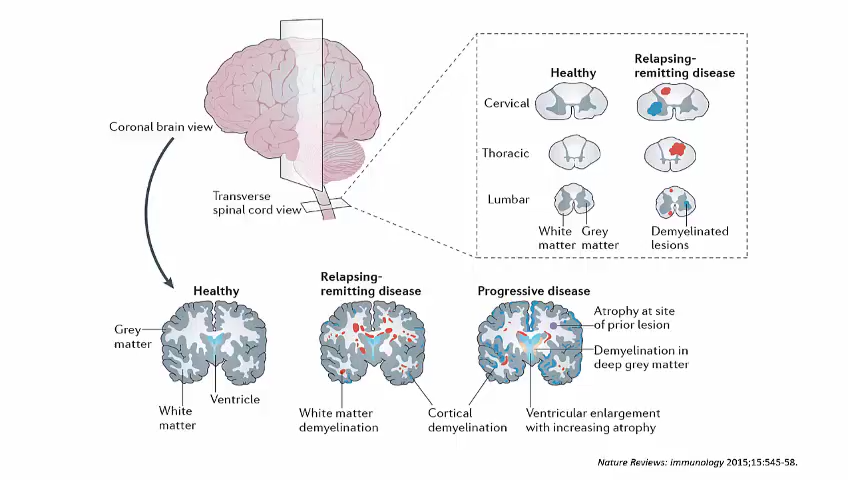 Healthy
Relapsing-
remitting disease
Cervical
Coronal brain view
Thoracic
Transverse
spinal cord view
Lumbar
White
matter
Grey
matter
Demyelinated
lesions
Healthy
Relapsing-
remitting disease
Progressive disease
Grey
matter
Atrophy at site
of prior lesion
Demyelination in
deep grey matter
White
matter
Ventricle
White matter
demyelination
Cortical
demyelination
Ventricular enlargement
with increasing atrophy
Nature Reviews: Immunology 2015;15:545-58.